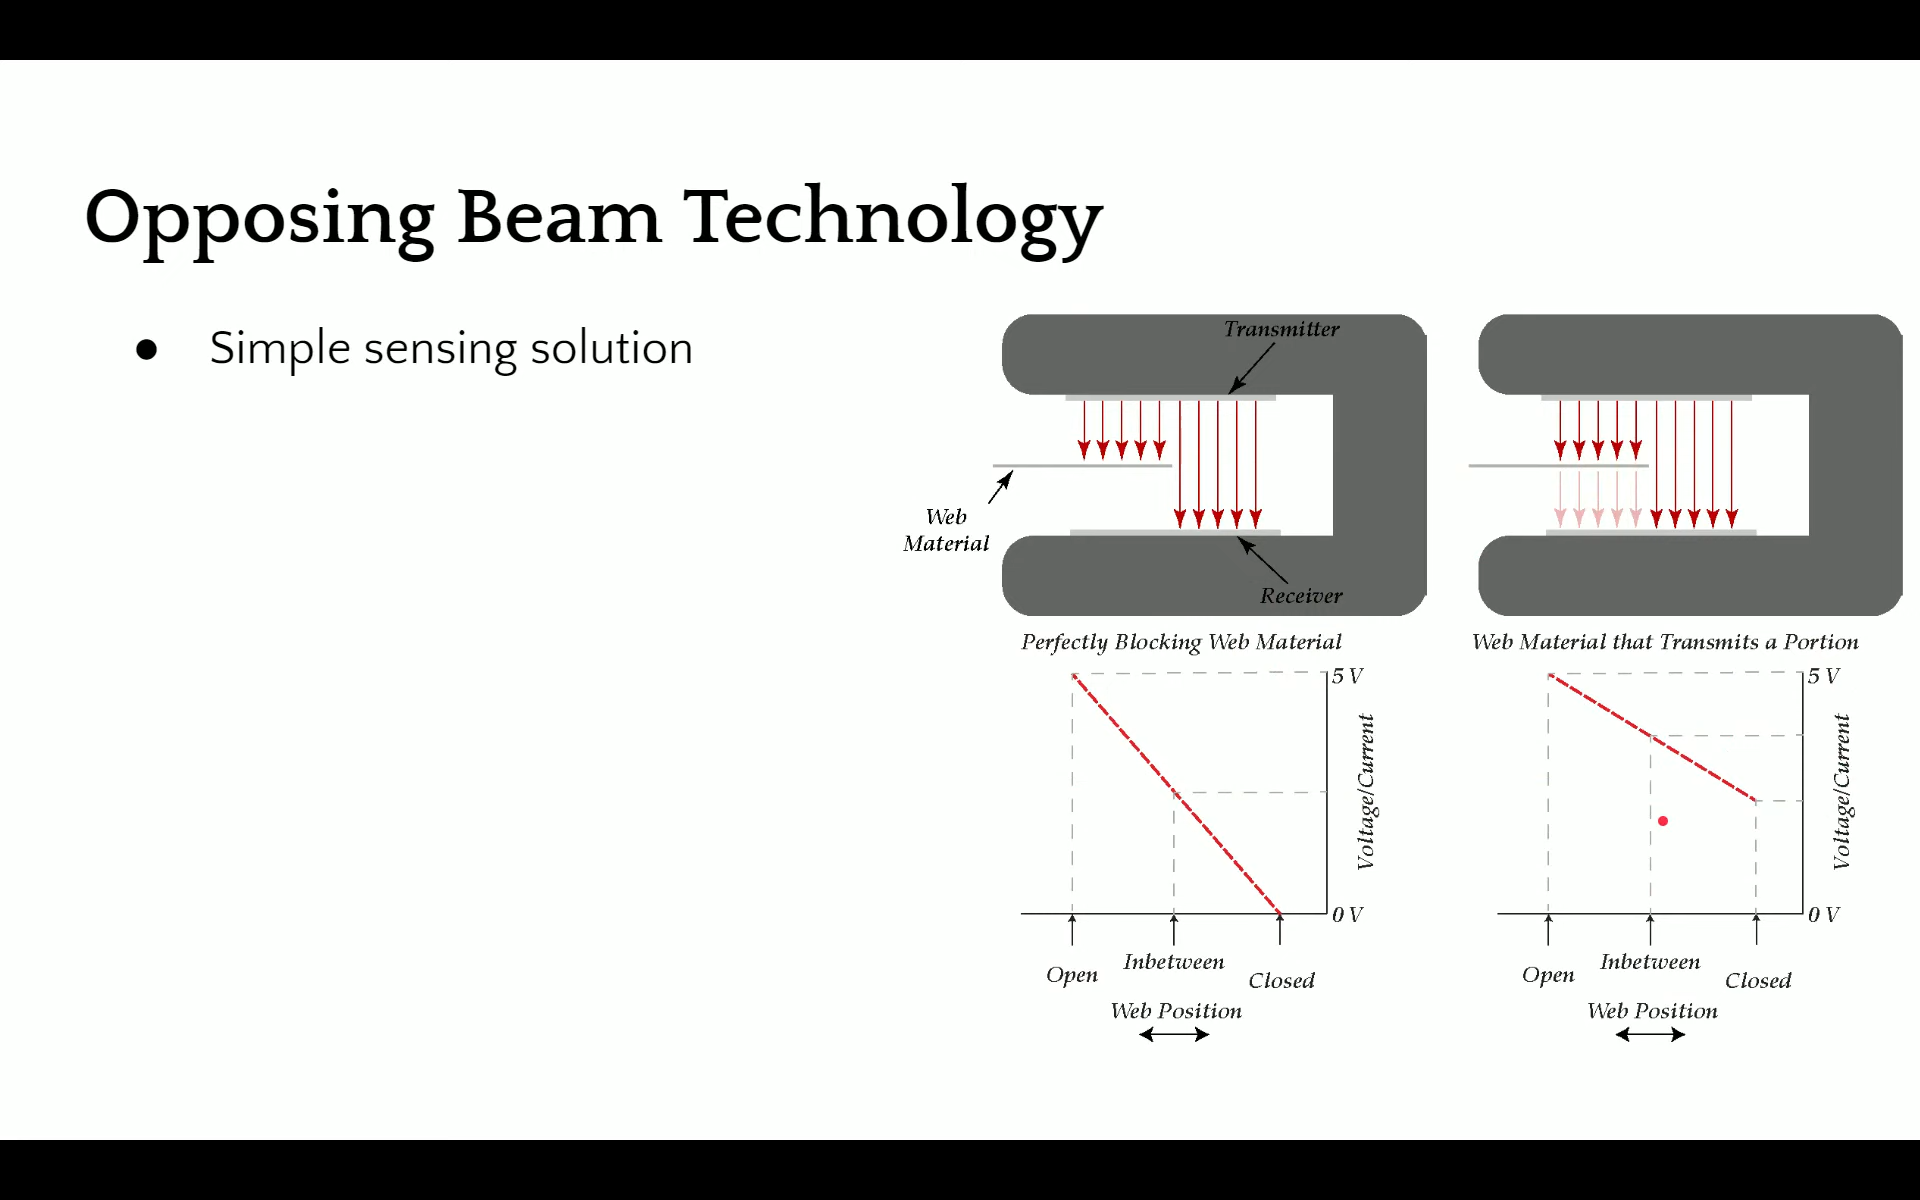 Opposing Beam Technology
● Simple sensing solution
Transmitter
Web
Material
Receiver
Perfectly Blocking Web Material
5 V
Voltage/Current
0 V
Open
Inbetween
Closed
Web Position
Web Material that Transmits a Portion
5 V
Voltage/Current
0 V
Open
Inbetween
Closed
Web Position